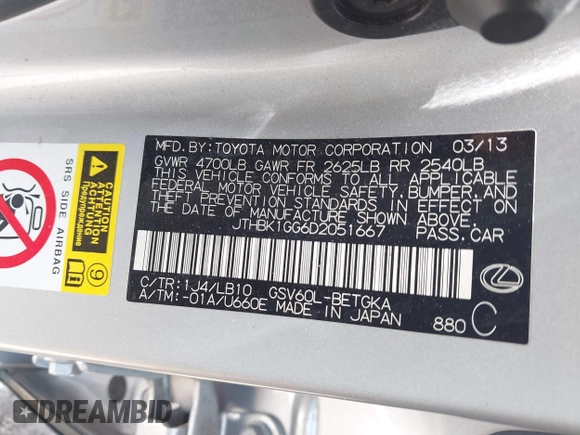 MFD.BY:TOYOTA MOTOR CORPORATION 03/13
GVWR 4700LB GAWR FR 2625LB RR 2540LB
THIS VEHICLE CONFORMS TO ALL APPLICABLE
FEDERAL MOTOR VEHICLE SAFETY, BUMPER, AND
THEFT PREVENTION STANDARDS IN EFFECT ON
THE DATE OF MANUFACTURE SHOWN ABOVE.
JTHBK1GG6D2051667 PASS.CAR
C/TR:1J4/LB10 GSV60L-BETGKA
A/TM:-01A/U660E MADE IN JAPAN 880 C
SRS SIDE AIRBAG
CAUTION
ACHTUNG
Предупреждение
9
DREAMBID